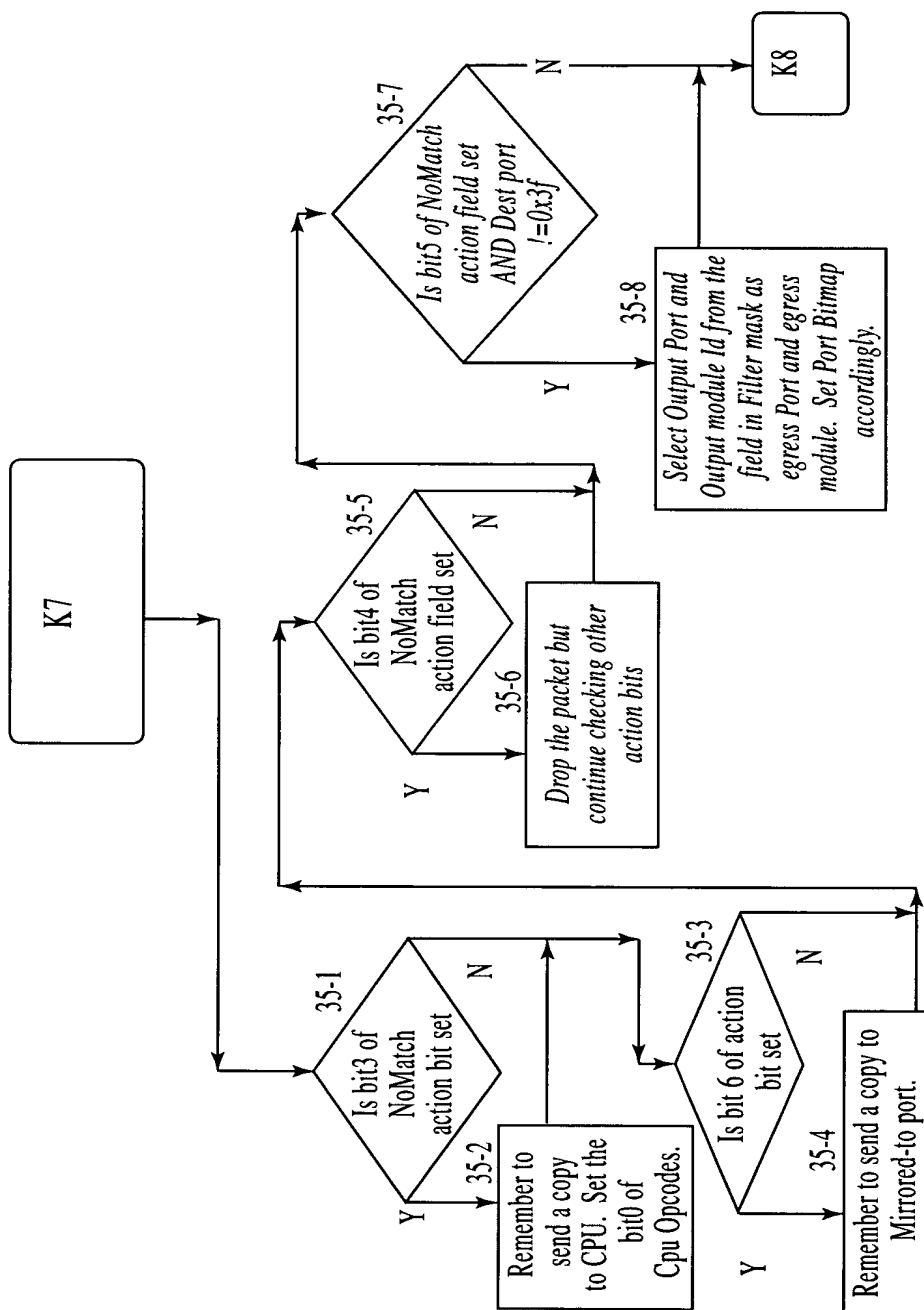 K7
35-1
Is bit3 of
NoMatch
action bit set
Y
N
35-2
Remember to
send a copy
to CPU. Set the
bit0 of
Cpu Opcodes.
35-3
Is bit 6 of action
bit set
Y
N
35-4
Remember to send a copy to
Mirrored-to port.
35-5
Is bit4 of
NoMatch
action field set
Y
N
35-6
Drop the packet but
continue checking other
action bits
35-7
Is bit5 of NoMatch
action field set
AND Dest port
!=0x3f
Y
N
35-8
Select Output Port and
Output module Id from the
field in Filter mask as
egress Port and egress
module. Set Port Bitmap
accordingly.
K8